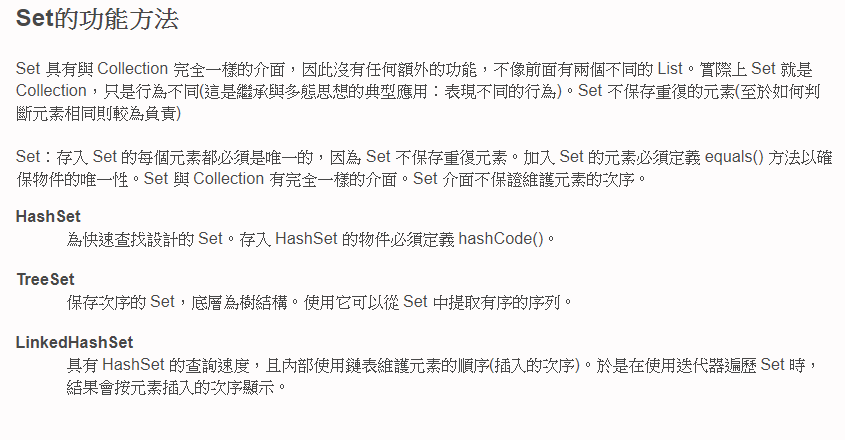 Set的功能方法
Set 具有與 Collection 完全一樣的介面，因此沒有任何額外的功能，不像前面有兩個不同的 List。實際上 Set 就是
Collection，只是行為不同(這是繼承與多態思想的典型應用：表現不同的行為)。Set 不保存重復的元素(至於如何判
斷元素相同則較為負責)
Set：存入 Set 的每個元素都必須是唯一的，因為 Set 不保存重復元素。加入 Set 的元素必須定義 equals() 方法以確
保物件的唯一性。Set 與 Collection 有完全一樣的介面。Set 介面不保證維護元素的次序。
HashSet
為快速查找設計的 Set。存入 HashSet 的物件必須定義 hashCode()。
TreeSet
保存次序的 Set，底層為樹結構。使用它可以從 Set 中提取有序的序列。
LinkedHashSet
具有 HashSet 的查詢速度，且內部使用鏈表維護元素的順序(插入的次序)。於是在使用迭代器遍歷 Set 時，
結果會按元素插入的次序顯示。